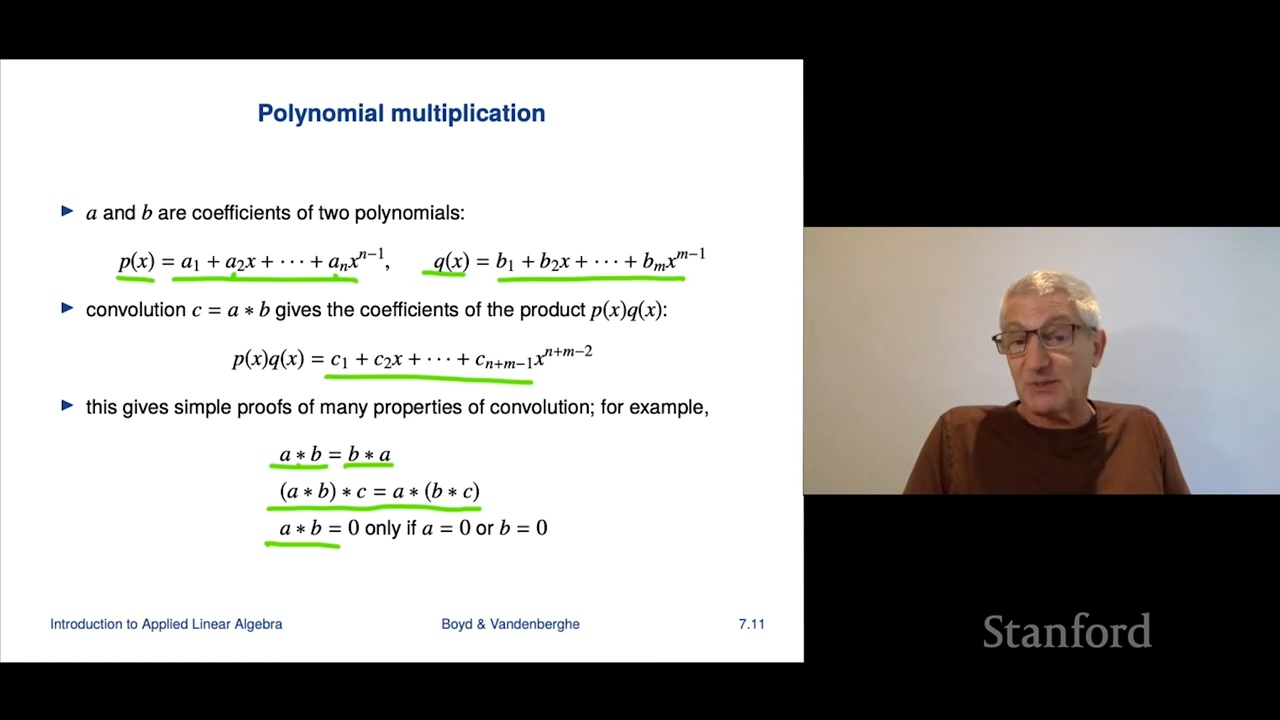 Polynomial multiplication
▶ a and b are coefficients of two polynomials:
p(x) = a₁ + a₂x + ⋯ + aₙxⁿ⁻¹, q(x) = b₁ + b₂x + ⋯ + bₘxᵐ⁻¹
▶ convolution c = a ∗ b gives the coefficients of the product p(x)q(x):
p(x)q(x) = c₁ + c₂x + ⋯ + cₙ₊ₘ₋₁xⁿ⁺ᵐ⁻²
▶ this gives simple proofs of many properties of convolution; for example,
a ∗ b = b ∗ a
(a ∗ b) ∗ c = a ∗ (b ∗ c)
a ∗ b = 0 only if a = 0 or b = 0
Introduction to Applied Linear Algebra Boyd & Vandenberghe 7.11
Stanford